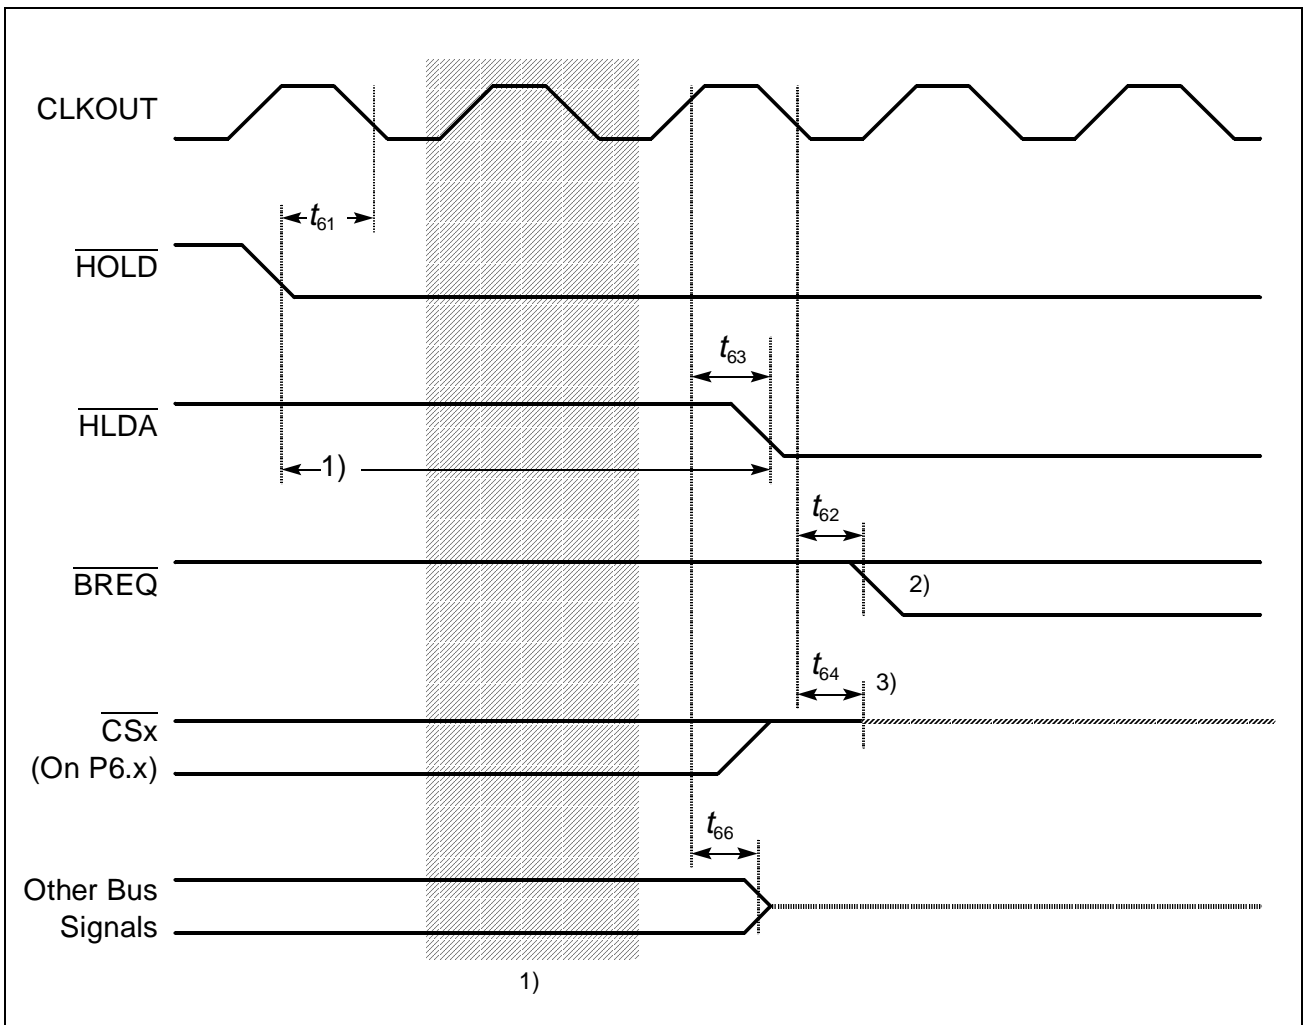 CLKOUT
t61
HOLD
t63
HLDA
1)
t62
BREQ
2)
t64
3)
CSx
(On P6.x)
t66
Other Bus
Signals
1)